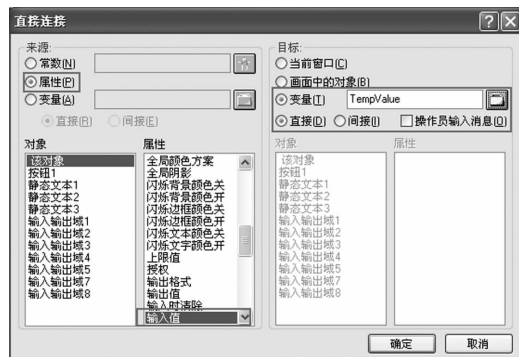 直接连接
来源:
常数(N)
属性(P)
变量(A)
直接(R) 间接(E)
对象
该对象
按钮1
静态文本1
静态文本2
静态文本3
输入输出域1
输入输出域2
输入输出域3
输入输出域4
输入输出域5
输入输出域7
输入输出域8
属性
全局颜色方案
全局阴影
闪烁背景颜色关
闪烁背景颜色开
闪烁边框颜色关
闪烁边框颜色开
闪烁文本颜色关
闪烁文字颜色开
上限值
授权
输出格式
输出值
输入时清除
输入值
目标:
当前窗口(C)
画面中的对象(B)
变量(T) TempValue
直接(D) 间接(I) 操作员输入消息(O)
对象
该对象
按钮1
静态文本1
静态文本2
静态文本3
输入输出域1
输入输出域2
输入输出域3
输入输出域4
输入输出域5
输入输出域7
输入输出域8
属性
确定 取消